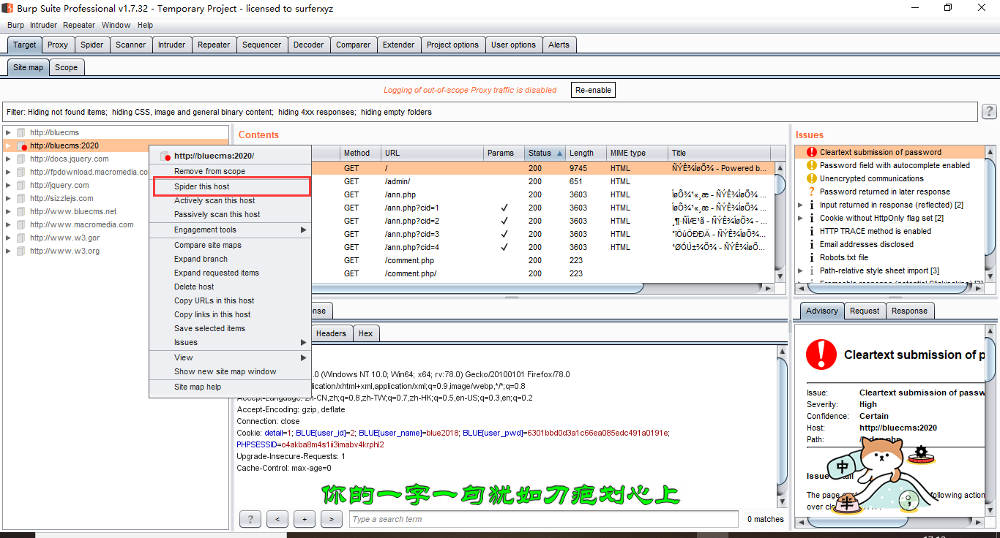 Burp Suite Professional v1.7.32 - Temporary Project - licensed to surferxyz
Burp Intruder Repeater Window Help
Target Proxy Spider Scanner Intruder Repeater Sequencer Decoder Comparer Extender Project options User options Alerts
Site map Scope
Logging of out-of-scope Proxy traffic is disabled Re-enable
Filter: Hiding not found items; hiding CSS, image and general binary content; hiding 4xx responses; hiding empty folders ?
http://bluecms
http://bluecms:2020
http://docs.jquery.com
http://fpdownload.macromedia.co
http://jquery.com
http://sizzlejs.com
http://www.bluecms.net
http://www.macromedia.com
http://www.w3.gor
http://www.w3.org
http://bluecms:2020/
Remove from scope
Spider this host
Actively scan this host
Passively scan this host
Engagement tools
Compare site maps
Expand branch
Expand requested items
Delete host
Copy URLs in this host
Copy links in this host
Save selected items
Issues
View
Show new site map window
Site map help
Contents
Method URL Params Status Length MIME type Title
GET / 200 9745 HTML ÑÝÊ¾ÍøÕ¾ - Powered b...
GET /admin/ 200 651 HTML
GET /ann.php 200 3603 HTML ÍøÕ¾¹«¸æ - ÑÝÊ¾ÍøÕ¾ ...
GET /ann.php?cid=1 ✓ 200 3603 HTML ÍøÕ¾¹«¸æ - ÑÝÊ¾ÍøÕ¾ ...
GET /ann.php?cid=2 ✓ 200 3603 HTML
GET /ann.php?cid=3 ✓ 200 3603 HTML
GET /ann.php?cid=4 ✓ 200 3603 HTML ¹ØÓÚ±¾Õ¾ - ÑÝÊ¾ÍøÕ...
GET /comment.php 200 223
GET /comment.php/ 200 223
nse
Headers Hex
.0 (Windows NT 10.0; Win64; x64; rv:78.0) Gecko/20100101 Firefox/78.0
ication/xhtml+xml,application/xml;q=0.9,image/webp,*/*;q=0.8
Accept-Language: zh-CN,zh;q=0.8,zh-TW;q=0.7,zh-HK;q=0.5,en-US;q=0.3,en;q=0.2
Accept-Encoding: gzip, deflate
Connection: close
Cookie: detail=1; BLUE[user_id]=2; BLUE[user_name]=blue2018; BLUE[user_pwd]=6301bbd0d3a1c66ea085edc491a0191e;
PHPSESSID=o4akba8m4s1ii3imabv4krphl2
Upgrade-Insecure-Requests: 1
Cache-Control: max-age=0
你的一字一句犹如刀疤划心上
? < + > Type a search term 0 matches
Issues
Cleartext submission of password
Password field with autocomplete enabled
Unencrypted communications
Password returned in later response
Input returned in response (reflected) [2]
Cookie without HttpOnly flag set [2]
HTTP TRACE method is enabled
Email addresses disclosed
Robots.txt file
Path-relative style sheet import [3]
Frameable response (potential Clickjacking) [2]
Advisory Request Response
Cleartext submission of p
Issue: Cleartext submission of passw
Severity: High
Confidence: Certain
Host: http://bluecms:2020
Path:
Issue
The page
following action
over cle
中
半